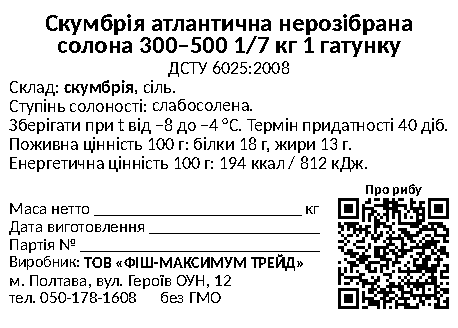 Скумбрія атлантична нерозібрана
солона 300–500 1/7 кг 1 гатунку
ДСТУ 6025:2008
Склад: скумбрія, сіль.
Ступінь солоності: слабосолена.
Зберігати при t від –8 до –4 °С. Термін придатності 40 діб.
Поживна цінність 100 г: білки 18 г, жири 13 г.
Енергетична цінність 100 г: 194 ккал / 812 кДж.
Про рибу
Маса нетто ___ кг
Дата виготовлення ___
Партія № ___
Виробник: ТОВ «ФІШ-МАКСИМУМ ТРЕЙД»
м. Полтава, вул. Героїв ОУН, 12
тел. 050-178-1608 без ГМО